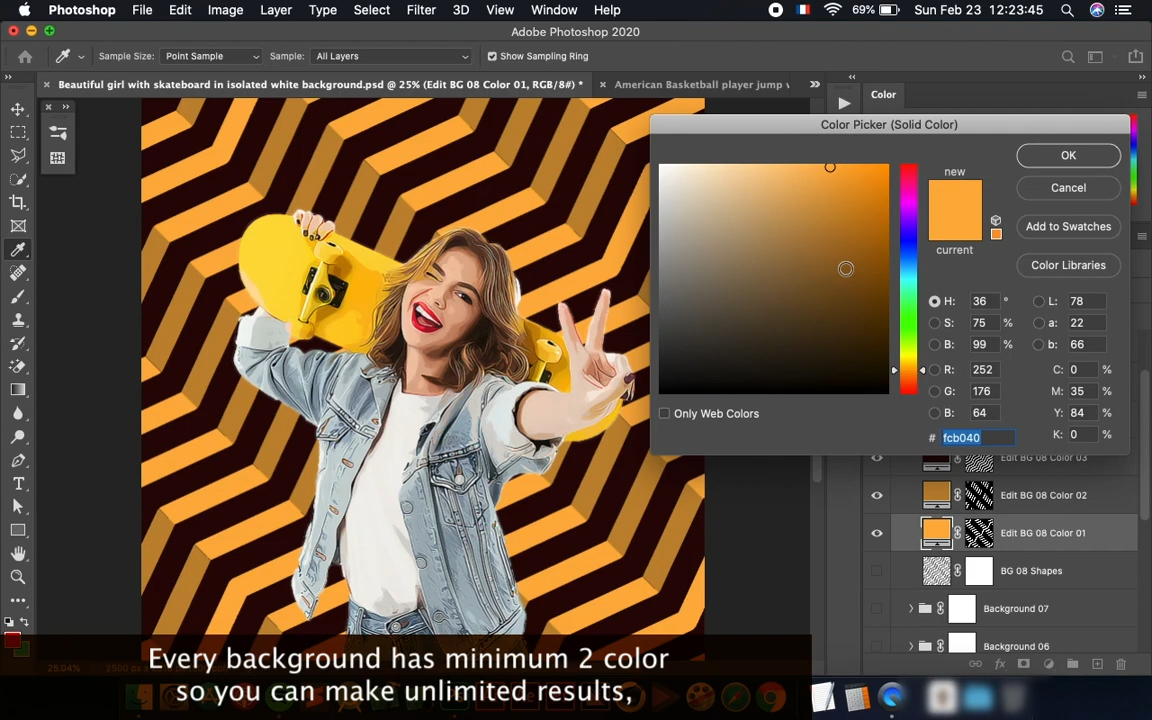 Photoshop File Edit Image Layer Type Select Filter 3D View Window Help 69% Sun Feb 23 12:23:45
Adobe Photoshop 2020
Sample Size: Point Sample Sample: All Layers Show Sampling Ring
Beautiful girl with skateboard in isolated white background.psd @ 25% (Edit BG 08 Color 01, RGB/8#) * American Basketball player jump
Color
Color Picker (Solid Color)
new
current
OK
Cancel
Add to Swatches
Color Libraries
H: 36 ° L: 78
S: 75 % a: 22
B: 99 % b: 66
R: 252 C: 0 %
G: 176 M: 35 %
B: 64 Y: 84 %
# fcb040 K: 0 %
Only Web Colors
Edit BG 08 Color 03
Edit BG 08 Color 02
Edit BG 08 Color 01
BG 08 Shapes
Background 07
Background 06
Every background has minimum 2 color
so you can make unlimited results,